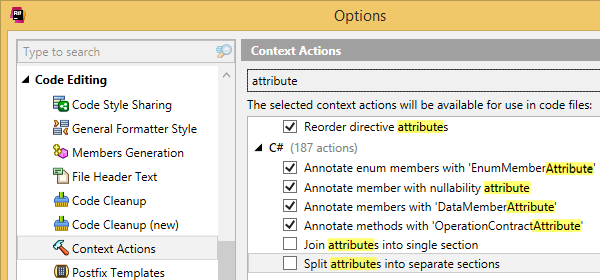 Options
Type to search
Code Editing
Code Style Sharing
General Formatter Style
Members Generation
File Header Text
Code Cleanup
Code Cleanup (new)
Context Actions
Postfix Templates
Context Actions
attribute
The selected context actions will be available for use in code files:
Reorder directive attributes
C# (187 actions)
Annotate enum members with 'EnumMemberAttribute'
Annotate member with nullability attribute
Annotate members with 'DataMemberAttribute'
Annotate methods with 'OperationContractAttribute'
Join attributes into single section
Split attributes into separate sections